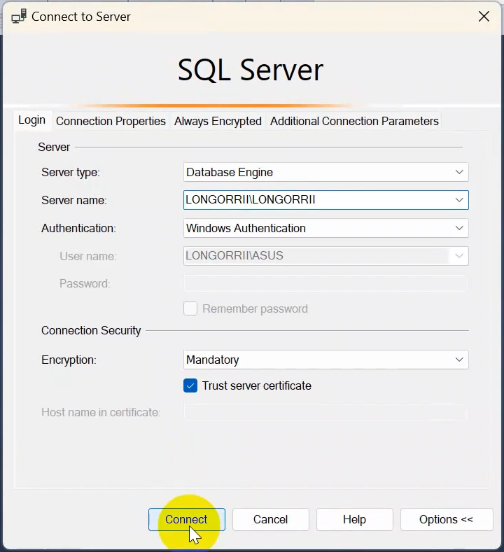 Connect to Server
SQL Server
Login Connection Properties Always Encrypted Additional Connection Parameters
Server
Server type: Database Engine
Server name: LONGORRII\LONGORRII
Authentication: Windows Authentication
User name: LONGORRII\ASUS
Password:
Remember password
Connection Security
Encryption: Mandatory
Trust server certificate
Host name in certificate:
Connect Cancel Help Options <<